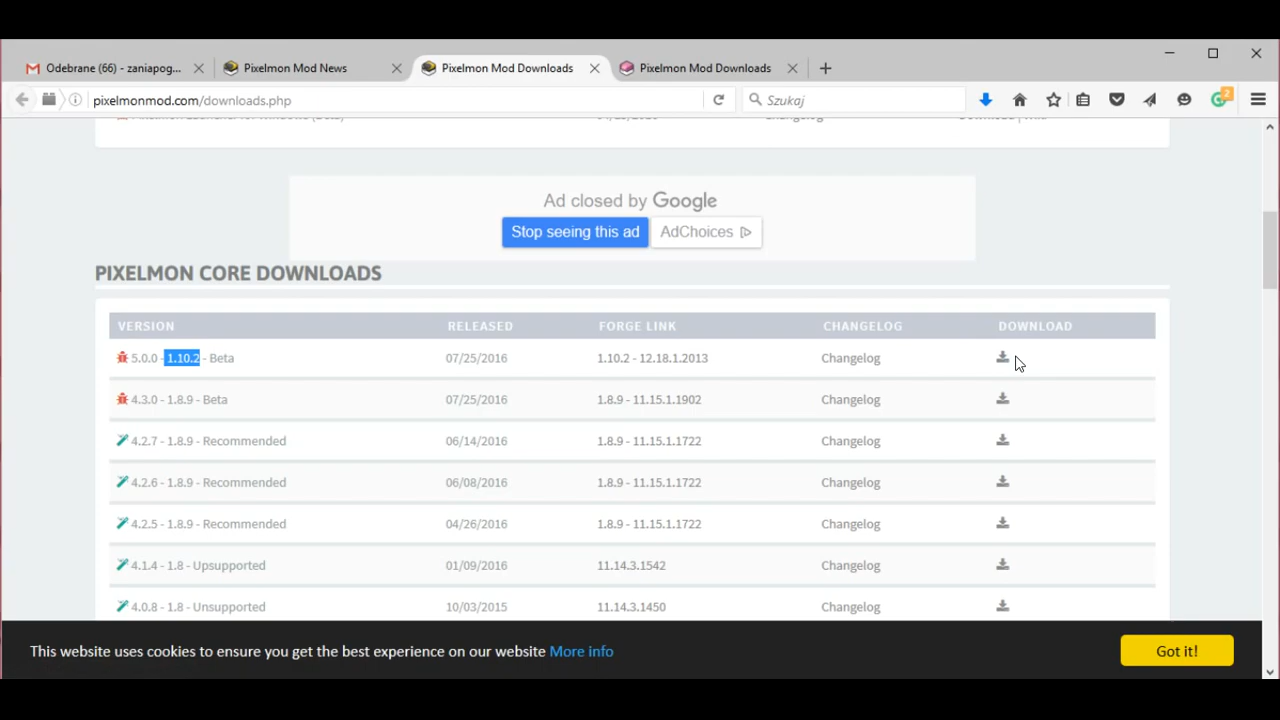 Odebrane (66) - zaniapog...
Pixelmon Mod News
Pixelmon Mod Downloads
Pixelmon Mod Downloads
pixelmonmod.com/downloads.php
Szukaj
2
Changelog
Ad closed by Google
Stop seeing this ad
AdChoices
PIXELMON CORE DOWNLOADS
VERSION RELEASED FORGE LINK CHANGELOG DOWNLOAD
5.0.0 - 1.10.2 - Beta 07/25/2016 1.10.2 - 12.18.1.2013 Changelog
4.3.0 - 1.8.9 - Beta 07/25/2016 1.8.9 - 11.15.1.1902 Changelog
4.2.7 - 1.8.9 - Recommended 06/14/2016 1.8.9 - 11.15.1.1722 Changelog
4.2.6 - 1.8.9 - Recommended 06/08/2016 1.8.9 - 11.15.1.1722 Changelog
4.2.5 - 1.8.9 - Recommended 04/26/2016 1.8.9 - 11.15.1.1722 Changelog
4.1.4 - 1.8 - Upsupported 01/09/2016 11.14.3.1542 Changelog
4.0.8 - 1.8 - Unsupported 10/03/2015 11.14.3.1450 Changelog
This website uses cookies to ensure you get the best experience on our website More info
Got it!